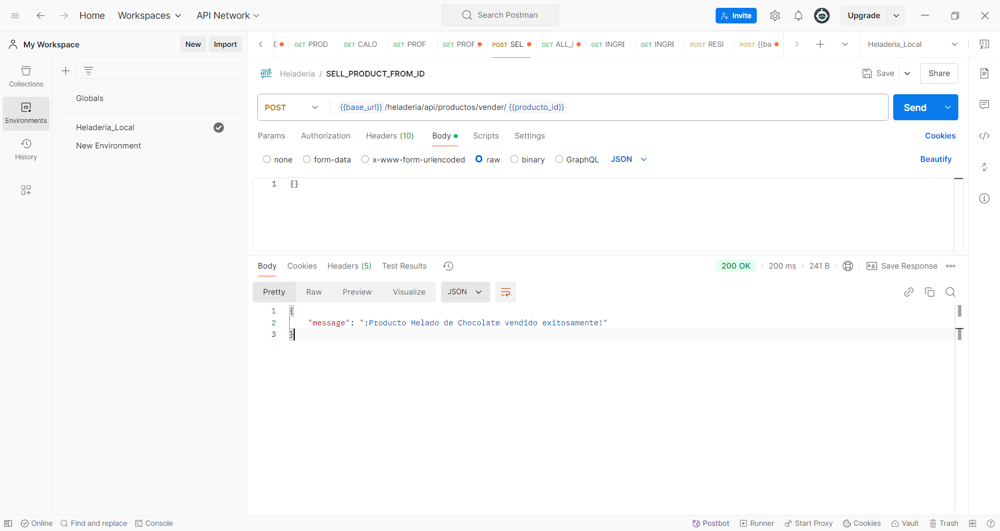 Home Workspaces API Network Search Postman Invite Upgrade
My Workspace New Import
GET PROD GET CALO GET PROF GET PROF POST SEL GET ALL_ GET INGRE GET INGRE POST RESU POST {{ba Heladeria_Local
Collections
Environments
History
Globals
Heladeria_Local
New Environment
HTTP Heladeria / SELL_PRODUCT_FROM_ID Save Share
POST {{base_url}}/heladeria/api/productos/vender/{{producto_id}} Send
Params Authorization Headers (10) Body Scripts Settings Cookies
none form-data x-www-form-urlencoded raw binary GraphQL JSON Beautify
1 {}
Body Cookies Headers (5) Test Results 200 OK 200 ms 241 B e.g. Save Response
Pretty Raw Preview Visualize JSON
1 {
2 "message": "¡Producto Helado de Chocolate vendido exitosamente!"
3 }
Online Find and replace Console Postbot Runner Start Proxy Cookies Vault Trash